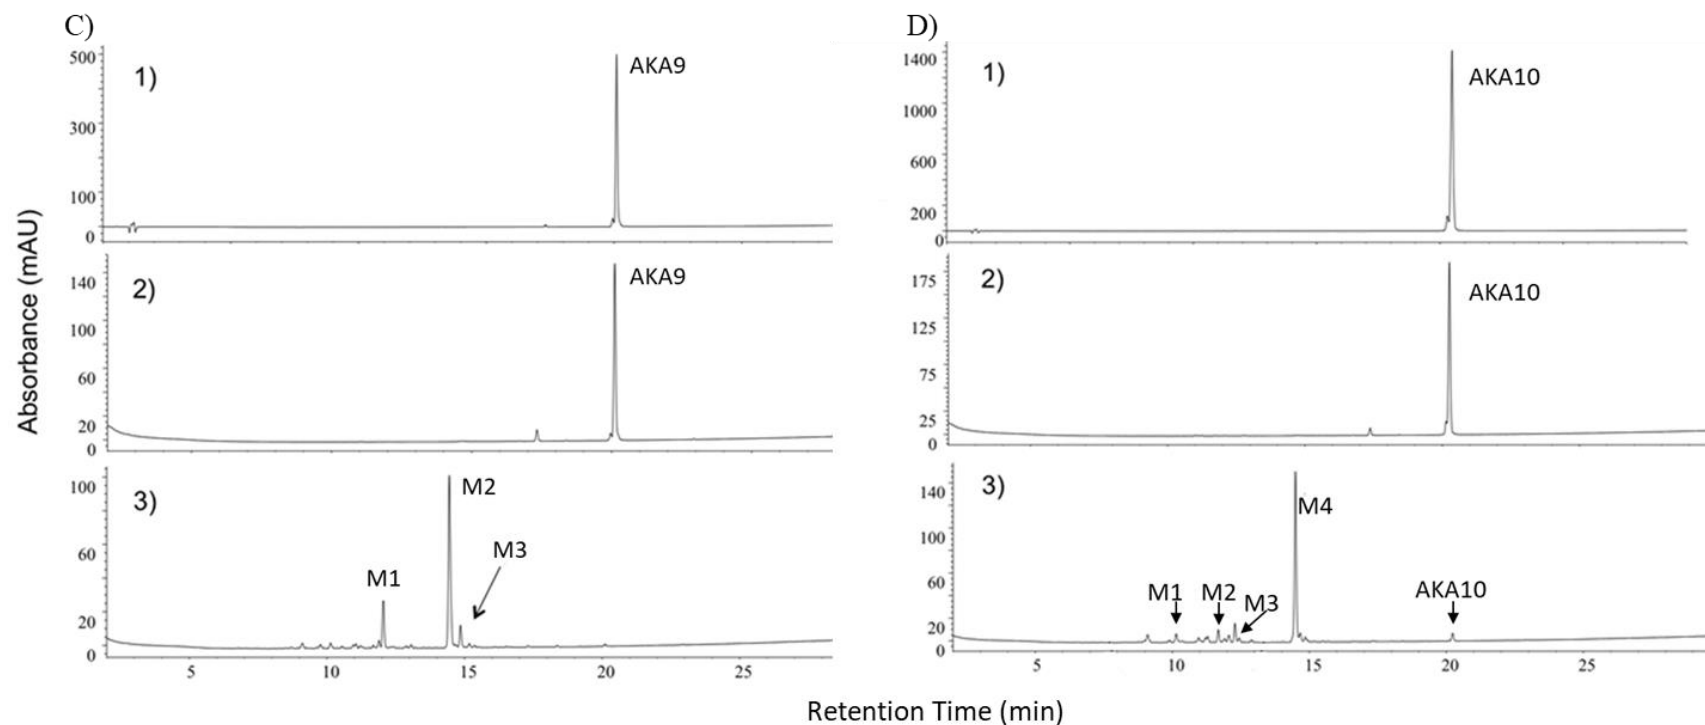 C)
1)
AKA9
500
300
100
0
2)
AKA9
140
100
60
20
0
3)
M2
M3
M1
100
60
20
0
5 10 15 20 25
D)
1)
AKA10
1400
1000
600
200
0
2)
AKA10
175
125
75
25
0
3)
M4
M1 M2 M3
AKA10
140
100
60
20
0
5 10 15 20 25
Absorbance (mAU)
Retention Time (min)